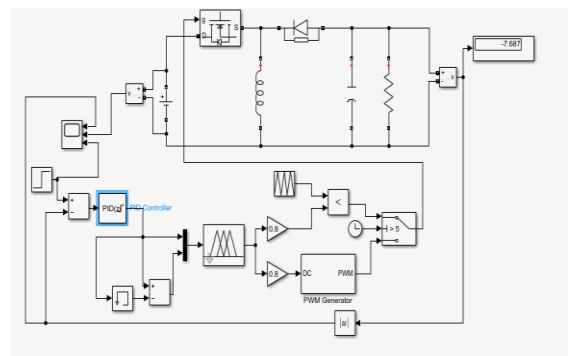 g
D
S
-7.687
+
-
v
+
-
v
+
+
-
PID(z)
PID Controller
0.8
<
> 5
+
-
0.8
DC
PWM
PWM Generator
|u|